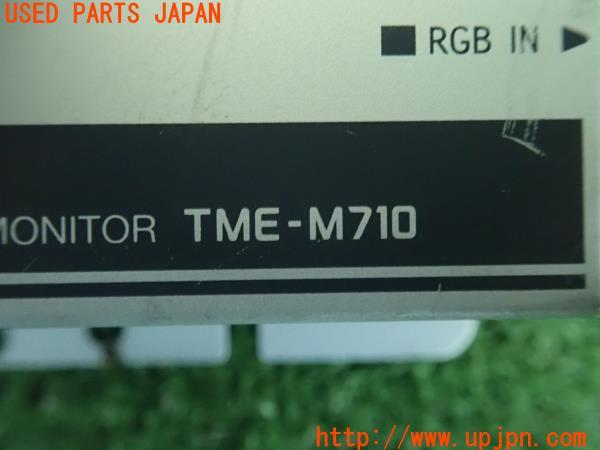 USED PARTS JAPAN
■ RGB IN ▶
MONITOR TME-M710
http://www.upjpn.com/